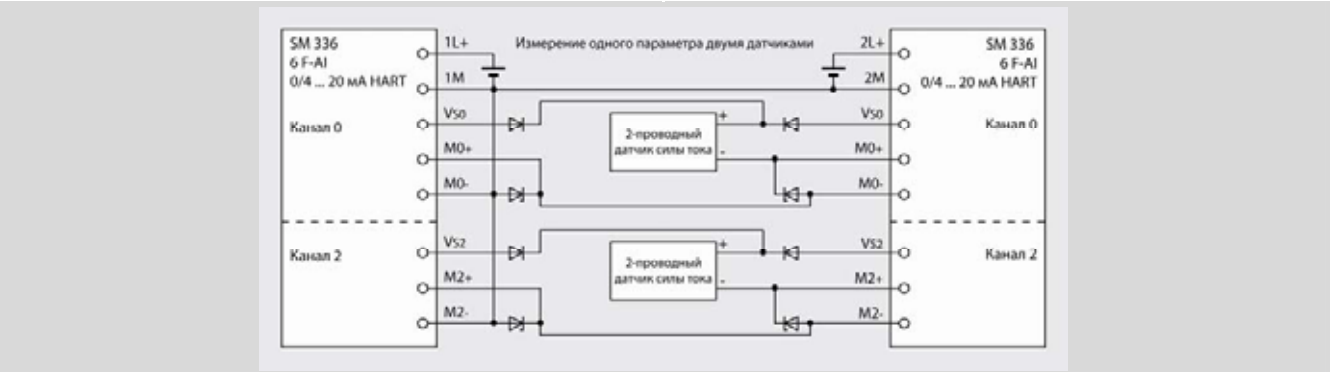 SM 336
6 F-AI
0/4 ... 20 мА HART
Канал 0
Канал 2
1L+
1M
Vs0
M0+
M0-
Vs2
M2+
M2-
Измерение одного параметра двумя датчиками
2-проводный
датчик силы тока
+
-
2-проводный
датчик силы тока
+
-
2L+
2M
Vs0
M0+
M0-
Vs2
M2+
M2-
SM 336
6 F-AI
0/4 ... 20 мА HART
Канал 0
Канал 2